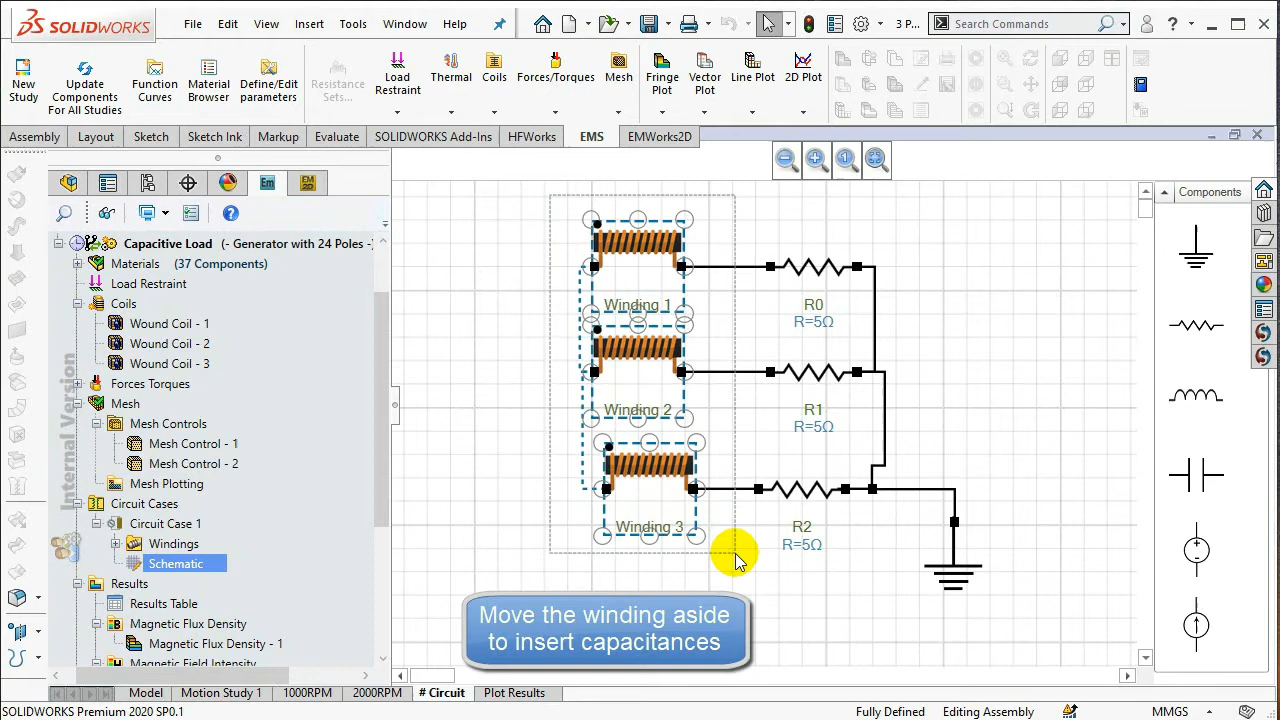 SOLIDWORKS
File
Edit
View
Insert
Tools
Window
Help
3 P...
Search Commands
New
Study
Update
Components
For All Studies
Function
Curves
Material
Browser
Define/Edit
parameters
Resistance
Sets...
Load
Restraint
Thermal
Coils
Forces/Torques
Mesh
Fringe
Plot
Vector
Plot
Line Plot
2D Plot
Assembly
Layout
Sketch
Sketch Ink
Markup
Evaluate
SOLIDWORKS Add-Ins
HFWorks
EMS
EMWorks2D
Capacitive Load (- Generator with 24 Poles -)
Materials (37 Components)
Load Restraint
Coils
Wound Coil - 1
Wound Coil - 2
Wound Coil - 3
Forces Torques
Mesh
Mesh Controls
Mesh Control - 1
Mesh Control - 2
Mesh Plotting
Circuit Cases
Circuit Case 1
Windings
Schematic
Results
Results Table
Magnetic Flux Density
Magnetic Flux Density - 1
Magnetic Field Intensity
Internal Version
Winding 1
R0
R=5Ω
Winding 2
R1
R=5Ω
Winding 3
R2
R=5Ω
Move the winding aside
to insert capacitances
Components
Model
Motion Study 1
1000RPM
2000RPM
# Circuit
Plot Results
SOLIDWORKS Premium 2020 SP0.1
Fully Defined
Editing Assembly
MMGS